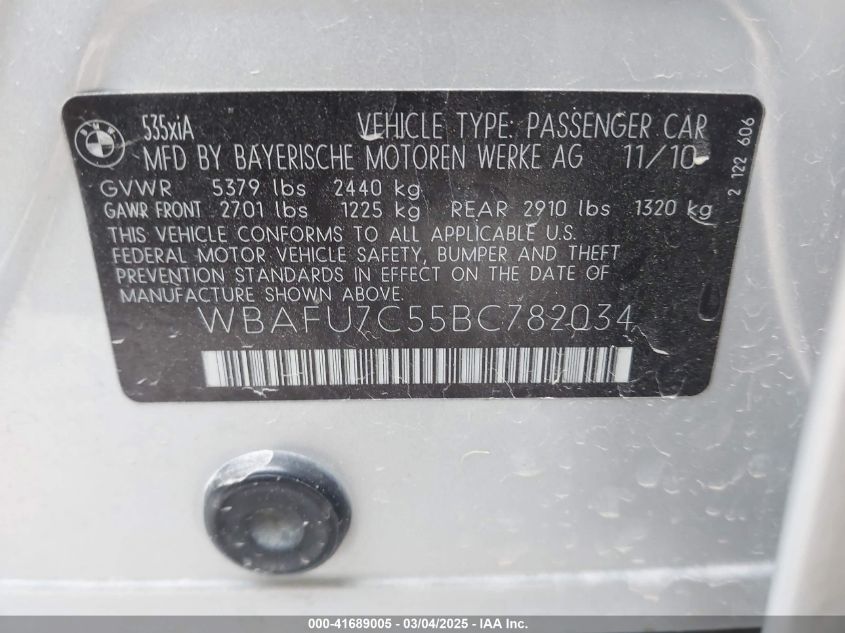 BMW
535xiA VEHICLE TYPE: PASSENGER CAR
MFD BY BAYERISCHE MOTOREN WERKE AG 11/10
GVWR 5379 lbs 2440 kg
GAWR FRONT 2701 lbs 1225 kg REAR 2910 lbs 1320 kg
THIS VEHICLE CONFORMS TO ALL APPLICABLE U.S.
FEDERAL MOTOR VEHICLE SAFETY, BUMPER AND THEFT
PREVENTION STANDARDS IN EFFECT ON THE DATE OF
MANUFACTURE SHOWN ABOVE.
WBAFU7C55BC782034
2 122 606
000-41689005 - 03/04/2025 - IAA Inc.